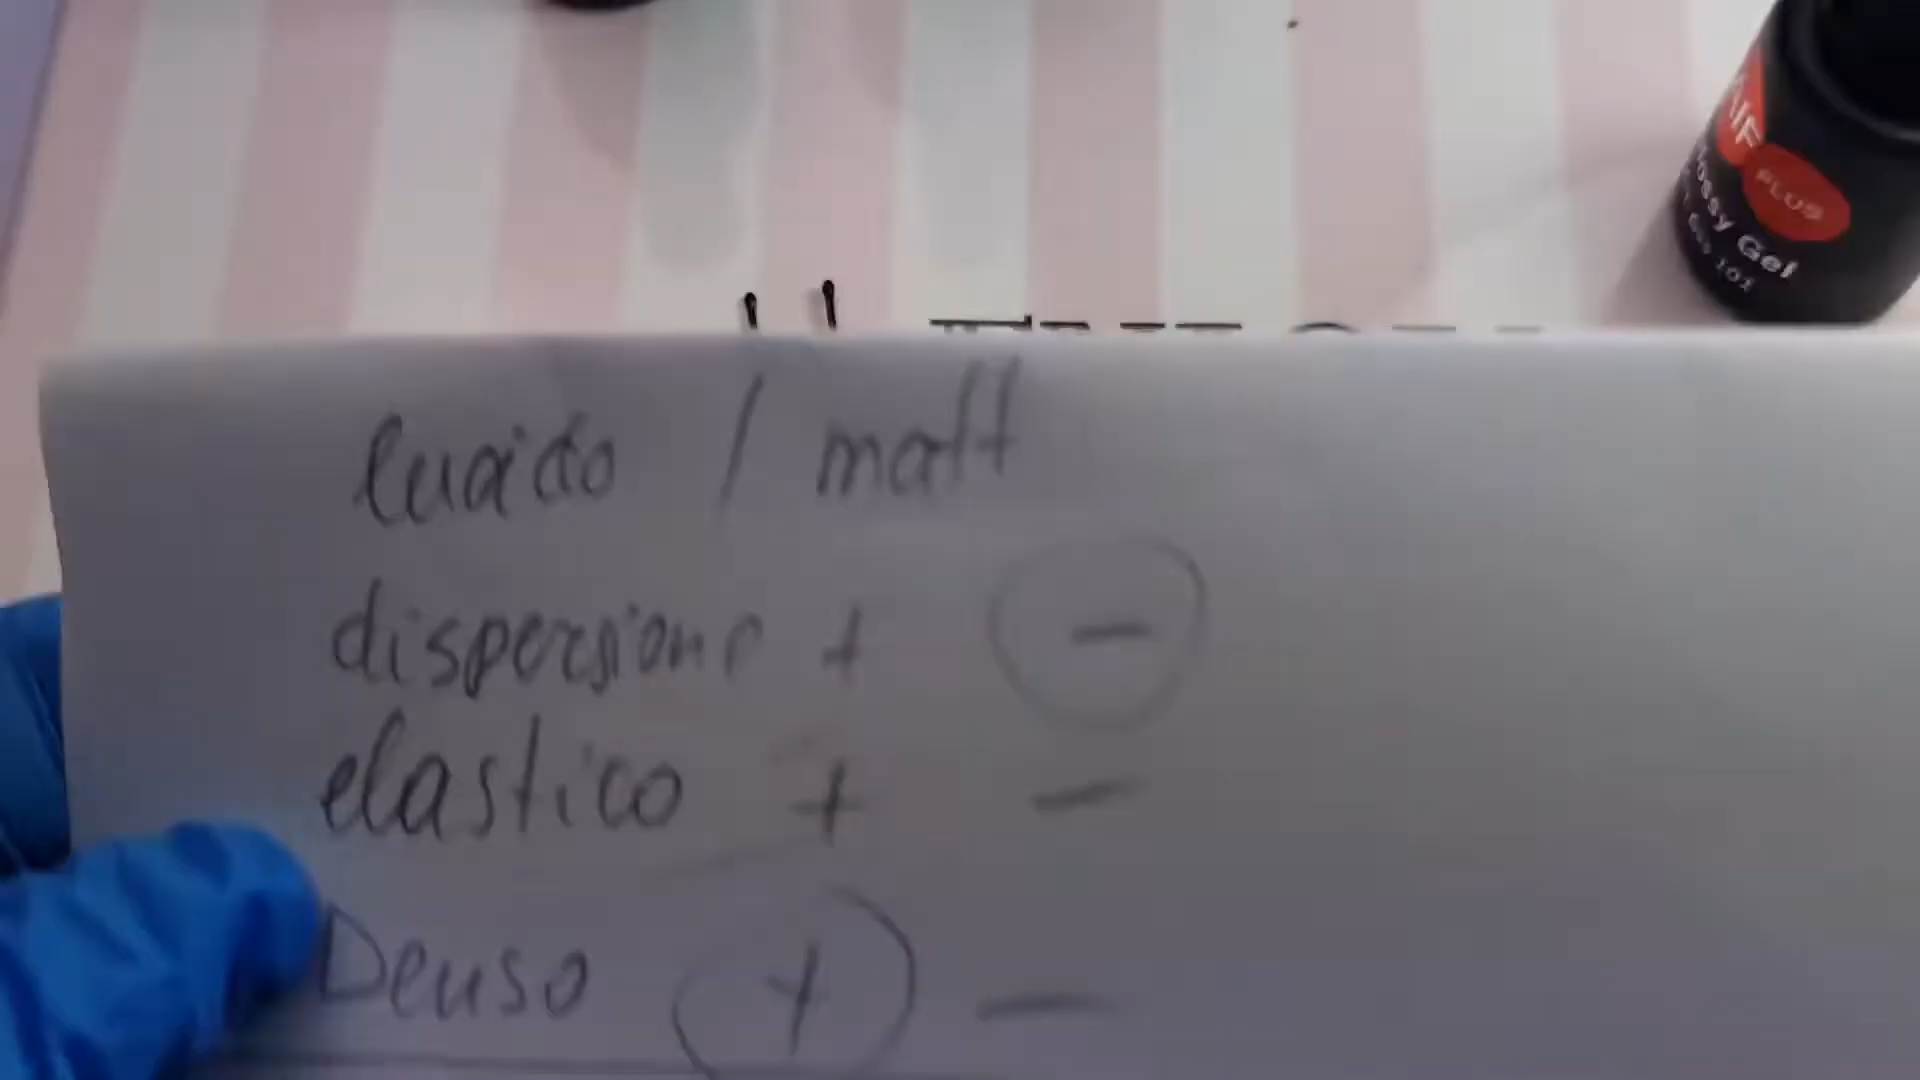 PLUS
Glossy Gel
lucido / matt
dispersione + -
elastico + -
Denso + -